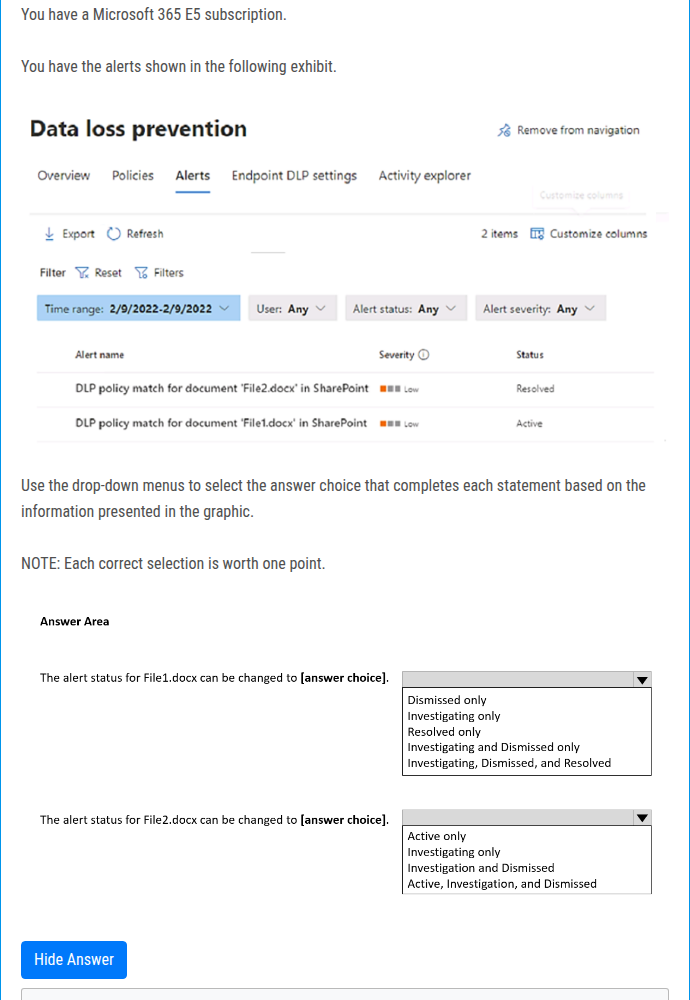 You have a Microsoft 365 E5 subscription.
You have the alerts shown in the following exhibit.
Data loss prevention
Remove from navigation
Overview Policies Alerts Endpoint DLP settings Activity explorer
Customize columns
Export Refresh 2 items Customize columns
Filter Reset Filters
Time range: 2/9/2022-2/9/2022 User: Any Alert status: Any Alert severity: Any
Alert name Severity Status
DLP policy match for document 'File2.docx' in SharePoint Low Resolved
DLP policy match for document 'File1.docx' in SharePoint Low Active
Use the drop-down menus to select the answer choice that completes each statement based on the
information presented in the graphic.
NOTE: Each correct selection is worth one point.
Answer Area
The alert status for File1.docx can be changed to [answer choice].
Dismissed only
Investigating only
Resolved only
Investigating and Dismissed only
Investigating, Dismissed, and Resolved
The alert status for File2.docx can be changed to [answer choice].
Active only
Investigating only
Investigation and Dismissed
Active, Investigation, and Dismissed
Hide Answer